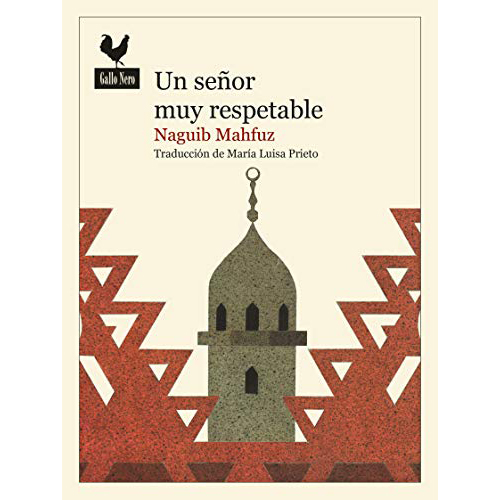 Gallo Nero
Un señor
muy respetable
Naguib Mahfuz
Traducción de María Luisa Prieto